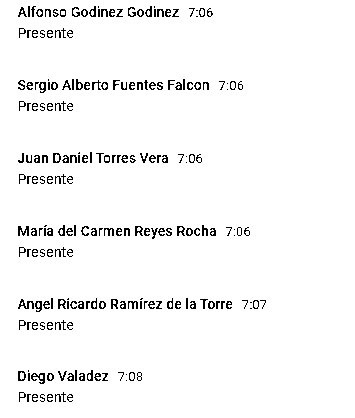 Alfonso Godinez Godinez 7:06
Presente
Sergio Alberto Fuentes Falcon 7:06
Presente
Juan Daníel Torres Vera 7:06
Presente
María del Carmen Reyes Rocha 7:06
Presente
Angel Ricardo Ramírez de la Torre 7:07
Presente
Diego Valadez 7:08
Presente